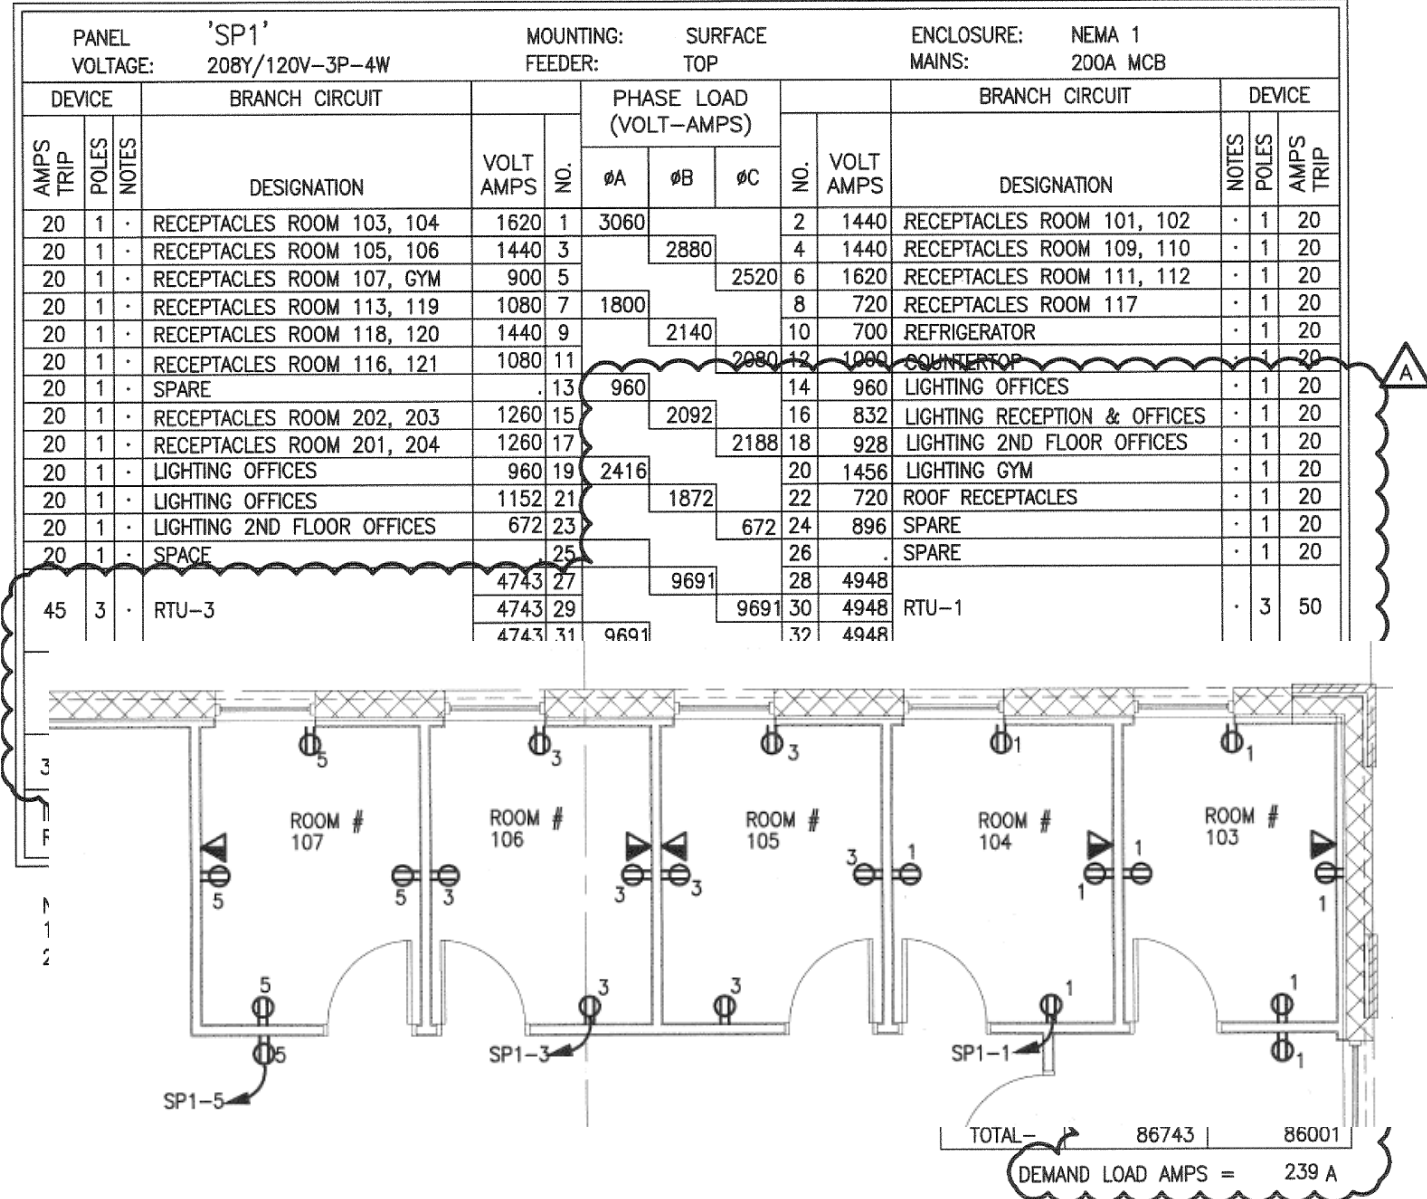 PANEL 'SP1' MOUNTING: SURFACE ENCLOSURE: NEMA 1
VOLTAGE: 208Y/120V-3P-4W FEEDER: TOP MAINS: 200A MCB
DEVICE BRANCH CIRCUIT PHASE LOAD (VOLT-AMPS) BRANCH CIRCUIT DEVICE
AMPS TRIP POLES NOTES DESIGNATION VOLT AMPS NO. øA øB øC NO. VOLT AMPS DESIGNATION NOTES POLES AMPS TRIP
20 1 · RECEPTACLES ROOM 103, 104 1620 1 3060 2 1440 RECEPTACLES ROOM 101, 102 · 1 20
20 1 · RECEPTACLES ROOM 105, 106 1440 3 2880 4 1440 RECEPTACLES ROOM 109, 110 · 1 20
20 1 · RECEPTACLES ROOM 107, GYM 900 5 2520 6 1620 RECEPTACLES ROOM 111, 112 · 1 20
20 1 · RECEPTACLES ROOM 113, 119 1080 7 1800 8 720 RECEPTACLES ROOM 117 · 1 20
20 1 · RECEPTACLES ROOM 118, 120 1440 9 2140 10 700 REFRIGERATOR · 1 20
20 1 · RECEPTACLES ROOM 116, 121 1080 11 2080 12 1000 COUNTERTOP · 1 20
A
20 1 · SPARE . 13 960 14 960 LIGHTING OFFICES · 1 20
20 1 · RECEPTACLES ROOM 202, 203 1260 15 2092 16 832 LIGHTING RECEPTION & OFFICES · 1 20
20 1 · RECEPTACLES ROOM 201, 204 1260 17 2188 18 928 LIGHTING 2ND FLOOR OFFICES · 1 20
20 1 · LIGHTING OFFICES 960 19 2416 20 1456 LIGHTING GYM · 1 20
20 1 · LIGHTING OFFICES 1152 21 1872 22 720 ROOF RECEPTACLES · 1 20
20 1 · LIGHTING 2ND FLOOR OFFICES 672 23 672 24 896 SPARE · 1 20
20 1 · SPACE . 25 26 . SPARE · 1 20
4743 27 9691 28 4948
45 3 · RTU-3 4743 29 9691 30 4948 RTU-1 · 3 50
4743 31 9691 32 4948
5 3 3 1 1
3
ROOM # 107
ROOM # 106
ROOM # 105
ROOM # 104
ROOM # 103
3 1 1
5 5 3 3 3 1 1
N
1
2
5 3 3 1 1
5 SP1-3 SP1-1 1
SP1-5
TOTAL- 86743 86001
DEMAND LOAD AMPS = 239 A